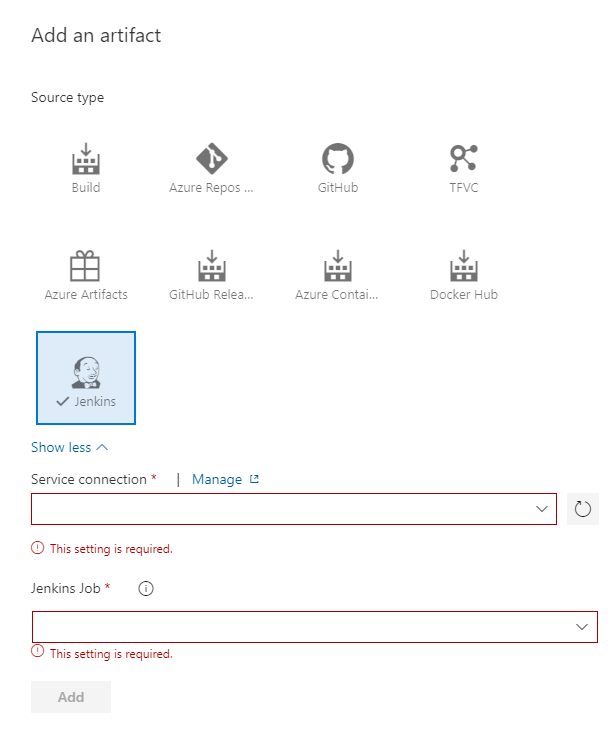 Add an artifact
Source type
Build
Azure Repos ...
GitHub
TFVC
Azure Artifacts
GitHub Relea...
Azure Contai...
Docker Hub
Jenkins
Show less
Service connection * | Manage
This setting is required.
Jenkins Job *
This setting is required.
Add